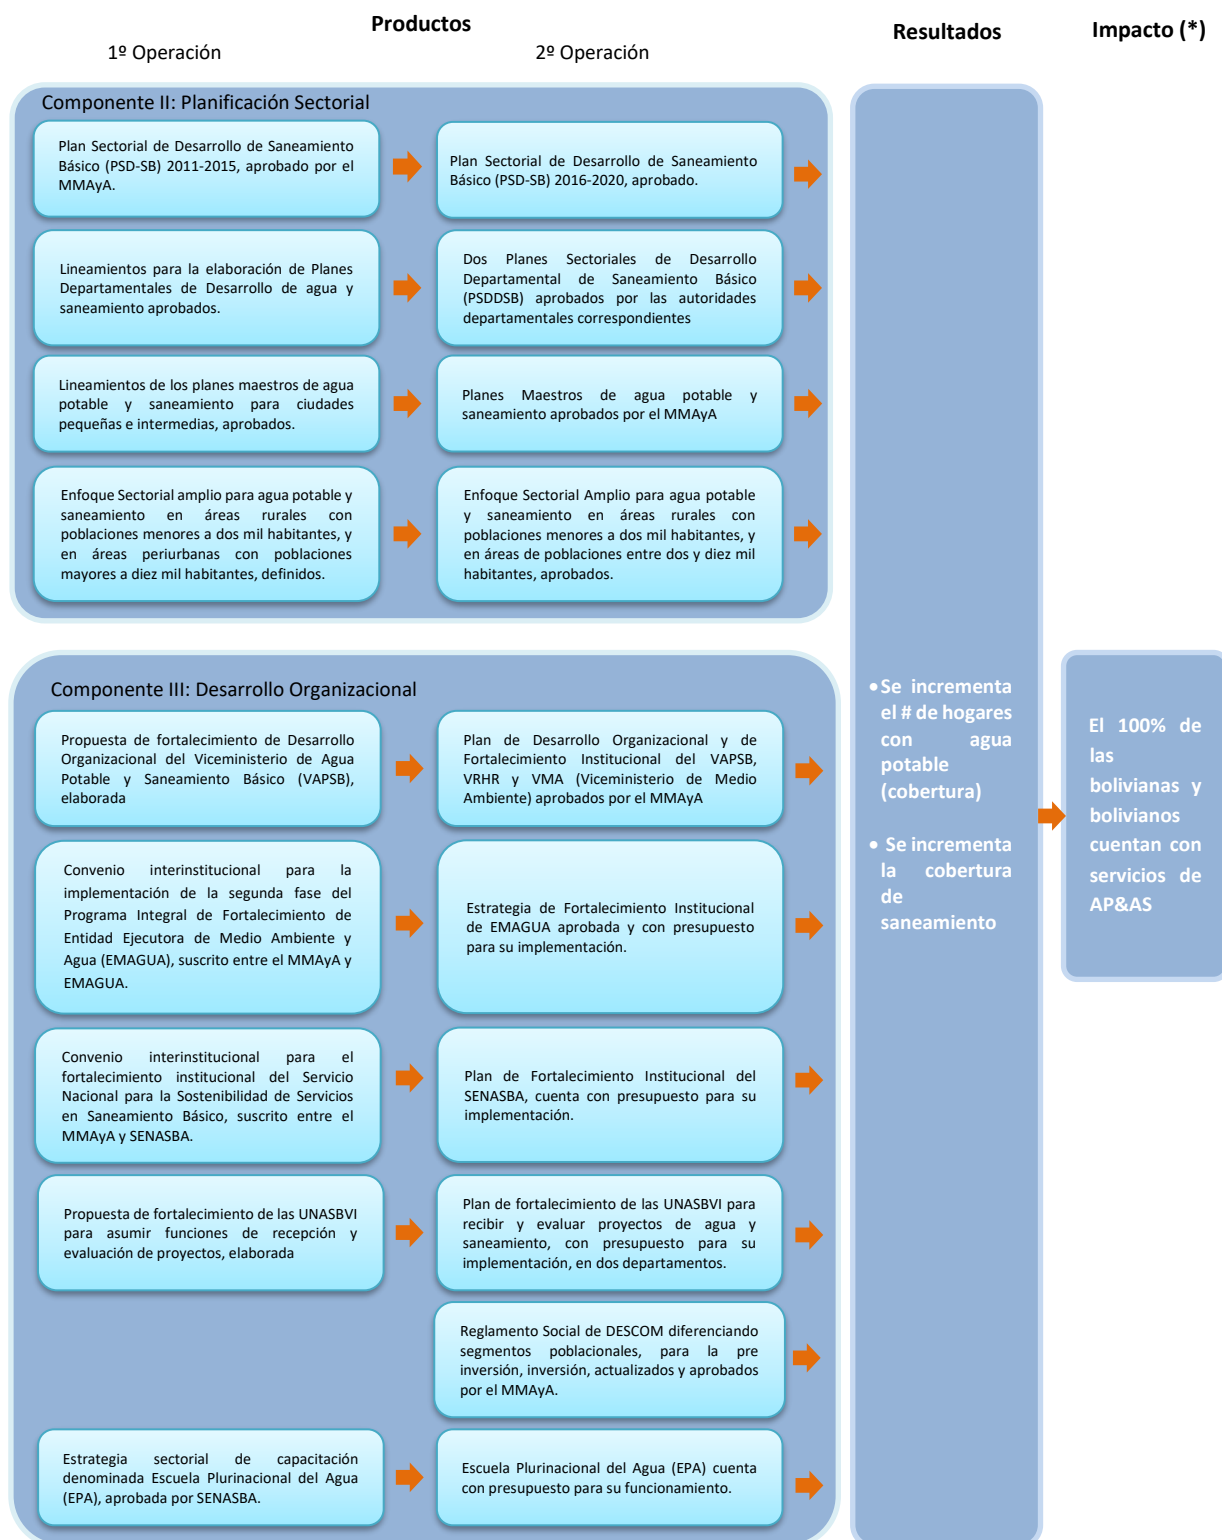 Productos
Resultados
Impacto (*)
1º Operación
2º Operación
Componente II: Planificación Sectorial
Plan Sectorial de Desarrollo de Saneamiento
Básico (PSD-SB) 2011-2015, aprobado por el
MMAyA.
Plan Sectorial de Desarrollo de Saneamiento
Básico (PSD-SB) 2016-2020, aprobado.
Lineamientos para la elaboración de Planes
Departamentales de Desarrollo de agua y
saneamiento aprobados.
Dos Planes Sectoriales de Desarrollo
Departamental de Saneamiento Básico
(PSDDSB) aprobados por las autoridades
departamentales correspondientes
Lineamientos de los planes maestros de agua
potable y saneamiento para ciudades
pequeñas e intermedias, aprobados.
Planes Maestros de agua potable y
saneamiento aprobados por el MMAyA
Enfoque Sectorial amplio para agua potable y
saneamiento en áreas rurales con
poblaciones menores a dos mil habitantes, y
en áreas periurbanas con poblaciones
mayores a diez mil habitantes, definidos.
Enfoque Sectorial Amplio para agua potable
y saneamiento en áreas rurales con
poblaciones menores a dos mil habitantes, y
en áreas de poblaciones entre dos y diez mil
habitantes, aprobados.
Componente III: Desarrollo Organizacional
Propuesta de fortalecimiento de Desarrollo
Organizacional del Viceministerio de Agua
Potable y Saneamiento Básico (VAPSB),
elaborada
Plan de Desarrollo Organizacional y de
Fortalecimiento Institucional del VAPSB,
VRHR y VMA (Viceministerio de Medio
Ambiente) aprobados por el MMAyA
Convenio interinstitucional para la
implementación de la segunda fase del
Programa Integral de Fortalecimiento de
Entidad Ejecutora de Medio Ambiente y
Agua (EMAGUA), suscrito entre el MMAyA y
EMAGUA.
Estrategia de Fortalecimiento Institucional
de EMAGUA aprobada y con presupuesto
para su implementación.
Convenio interinstitucional para el
fortalecimiento institucional del Servicio
Nacional para la Sostenibilidad de Servicios
en Saneamiento Básico, suscrito entre el
MMAyA y SENASBA.
Plan de Fortalecimiento Institucional del
SENASBA, cuenta con presupuesto para su
implementación.
Propuesta de fortalecimiento de las UNASBVI
para asumir funciones de recepción y
evaluación de proyectos, elaborada
Plan de fortalecimiento de las UNASBVI para
recibir y evaluar proyectos de agua y
saneamiento, con presupuesto para su
implementación, en dos departamentos.
Reglamento Social de DESCOM diferenciando
segmentos poblacionales, para la pre
inversión, inversión, actualizados y aprobados
por el MMAyA.
Estrategia sectorial de capacitación
denominada Escuela Plurinacional del Agua
(EPA), aprobada por SENASBA.
Escuela Plurinacional del Agua (EPA) cuenta
con presupuesto para su funcionamiento.
• Se incrementa
el # de hogares
con agua
potable
(cobertura)
• Se incrementa
la cobertura
de
saneamiento
El 100% de
las
bolivianas y
bolivianos
cuentan con
servicios de
AP&AS